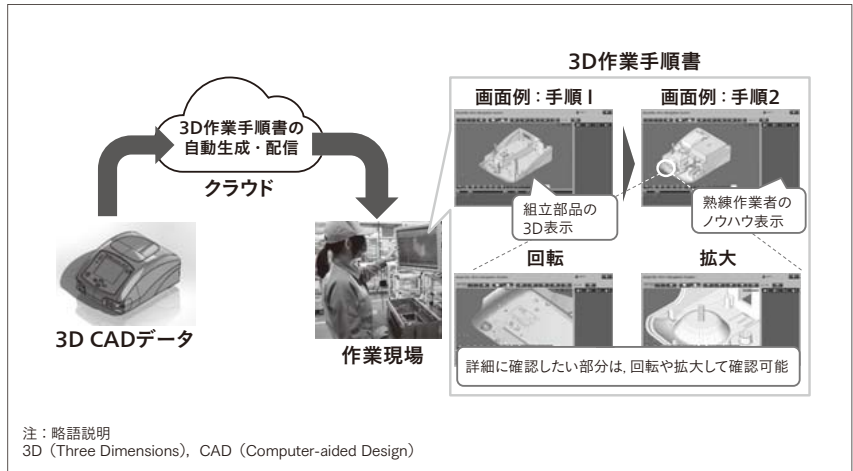 3D作業手順書
画面例：手順1
画面例：手順2
3D作業手順書の
自動生成・配信
クラウド
組立部品の
3D表示
熟練作業者の
ノウハウ表示
回転
拡大
3D CADデータ
作業現場
詳細に確認したい部分は，回転や拡大して確認可能
注：略語説明
3D（Three Dimensions），CAD（Computer-aided Design）